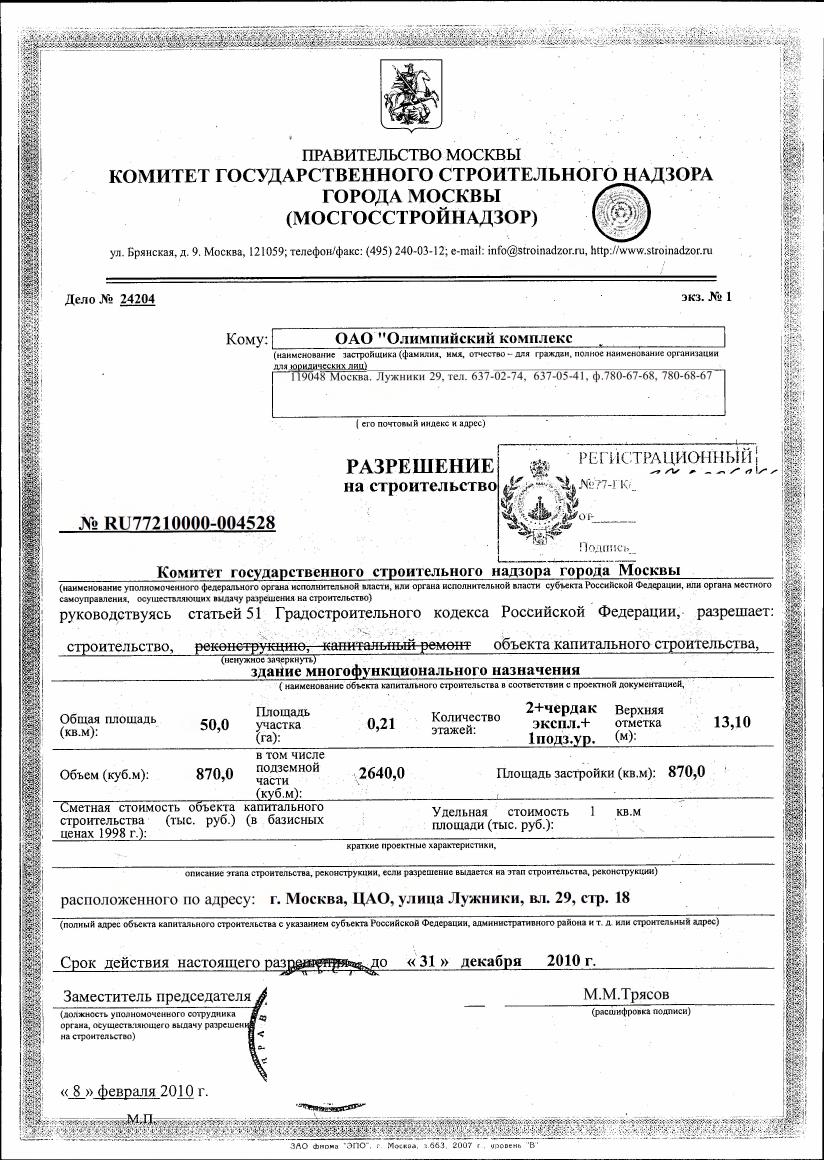 ПРАВИТЕЛЬСТВО МОСКВЫ
КОМИТЕТ ГОСУДАРСТВЕННОГО СТРОИТЕЛЬНОГО НАДЗОРА
ГОРОДА МОСКВЫ
(МОСГОССТРОЙНАДЗОР)
ул. Брянская, д. 9. Москва, 121059; телефон/факс: (495) 240-03-12; e-mail: info@stroinadzor.ru, http://www.stroinadzor.ru
Дело № 24204 экз. № 1
Кому: ОАО "Олимпийский комплекс
(наименование застройщика (фамилия, имя, отчество – для граждан, полное наименование организации
для юридических лиц)
119048 Москва. Лужники 29, тел. 637-02-74, 637-05-41, ф.780-67-68, 780-68-67
( его почтовый индекс и адрес)
РАЗРЕШЕНИЕ
на строительство
РЕГИСТРАЦИОННЫЙ
№77-ГК/
от
Подпись
№ RU77210000-004528
Комитет государственного строительного надзора города Москвы
(наименование уполномоченного федерального органа исполнительной власти, или органа исполнительной власти субъекта Российской Федерации, или органа местного
самоуправления, осуществляющих выдачу разрешения на строительство)
руководствуясь статьей 51 Градостроительного кодекса Российской Федерации, разрешает:
строительство, реконструкцию, капитальный ремонт объекта капитального строительства,
(ненужное зачеркнуть)
здание многофункционального назначения
( наименование объекта капитального строительства в соответствии с проектной документацией,
Общая площадь (кв.м): 50,0 Площадь участка (га): 0,21 Количество этажей: 2+чердак экспл.+ 1подз.ур. Верхняя отметка (м): 13,10
Объем (куб.м): 870,0 в том числе подземной части (куб.м): 2640,0 Площадь застройки (кв.м): 870,0
Сметная стоимость объекта капитального строительства (тыс. руб.) (в базисных ценах 1998 г.): Удельная стоимость 1 кв.м площади (тыс. руб.):
краткие проектные характеристики,
описание этапа строительства, реконструкции, если разрешение выдается на этап строительства, реконструкции)
расположенного по адресу: г. Москва, ЦАО, улица Лужники, вл. 29, стр. 18
(полный адрес объекта капитального строительства с указанием субъекта Российской Федерации, административного района и т. д. или строительный адрес)
Срок действия настоящего разрешения до « 31 » декабря 2010 г.
Заместитель председателя М.М.Трясов
(должность уполномоченного сотрудника (расшифровка подписи)
органа, осуществляющего выдачу разрешения
на строительство)
« 8 » февраля 2010 г.
М.П.
ЗАО фирма "ЭПО", г. Москва, з.663, 2007 г., уровень "В"